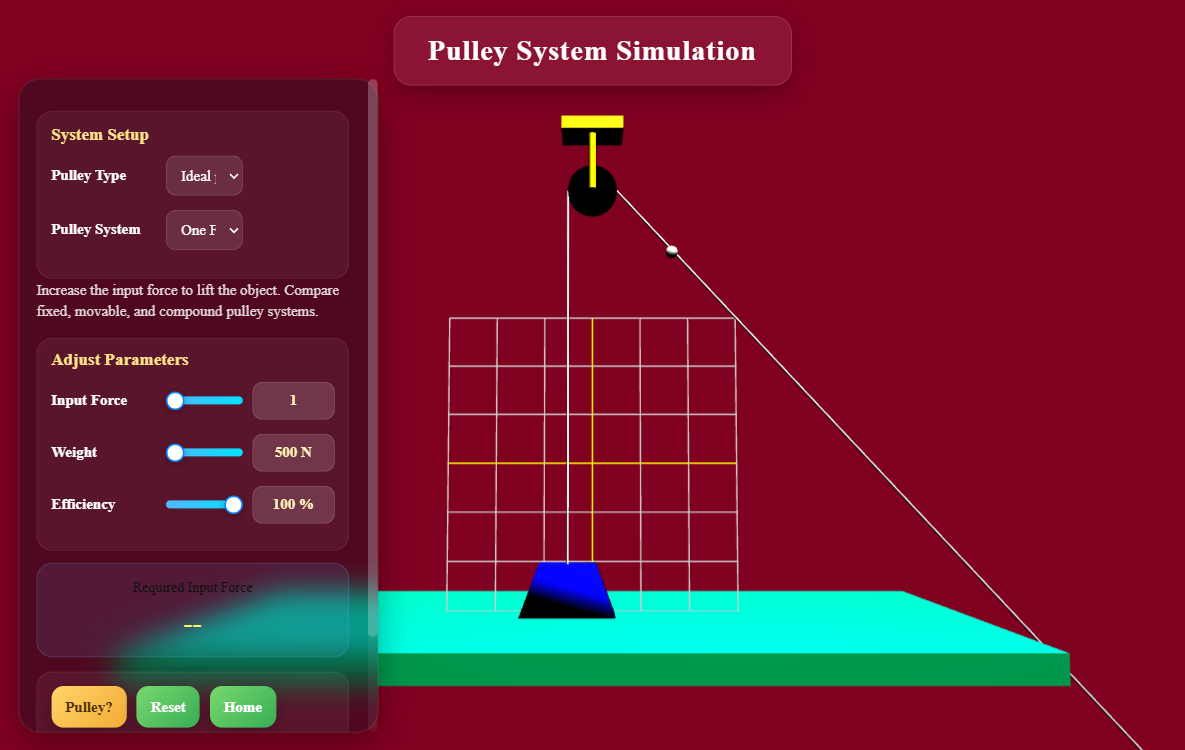 Pulley System Simulation
System Setup
Pulley Type Ideal
Pulley System One F
Increase the input force to lift the object. Compare
fixed, movable, and compound pulley systems.
Adjust Parameters
Input Force 1
Weight 500 N
Efficiency 100 %
Required Input Force
--
Pulley? Reset Home